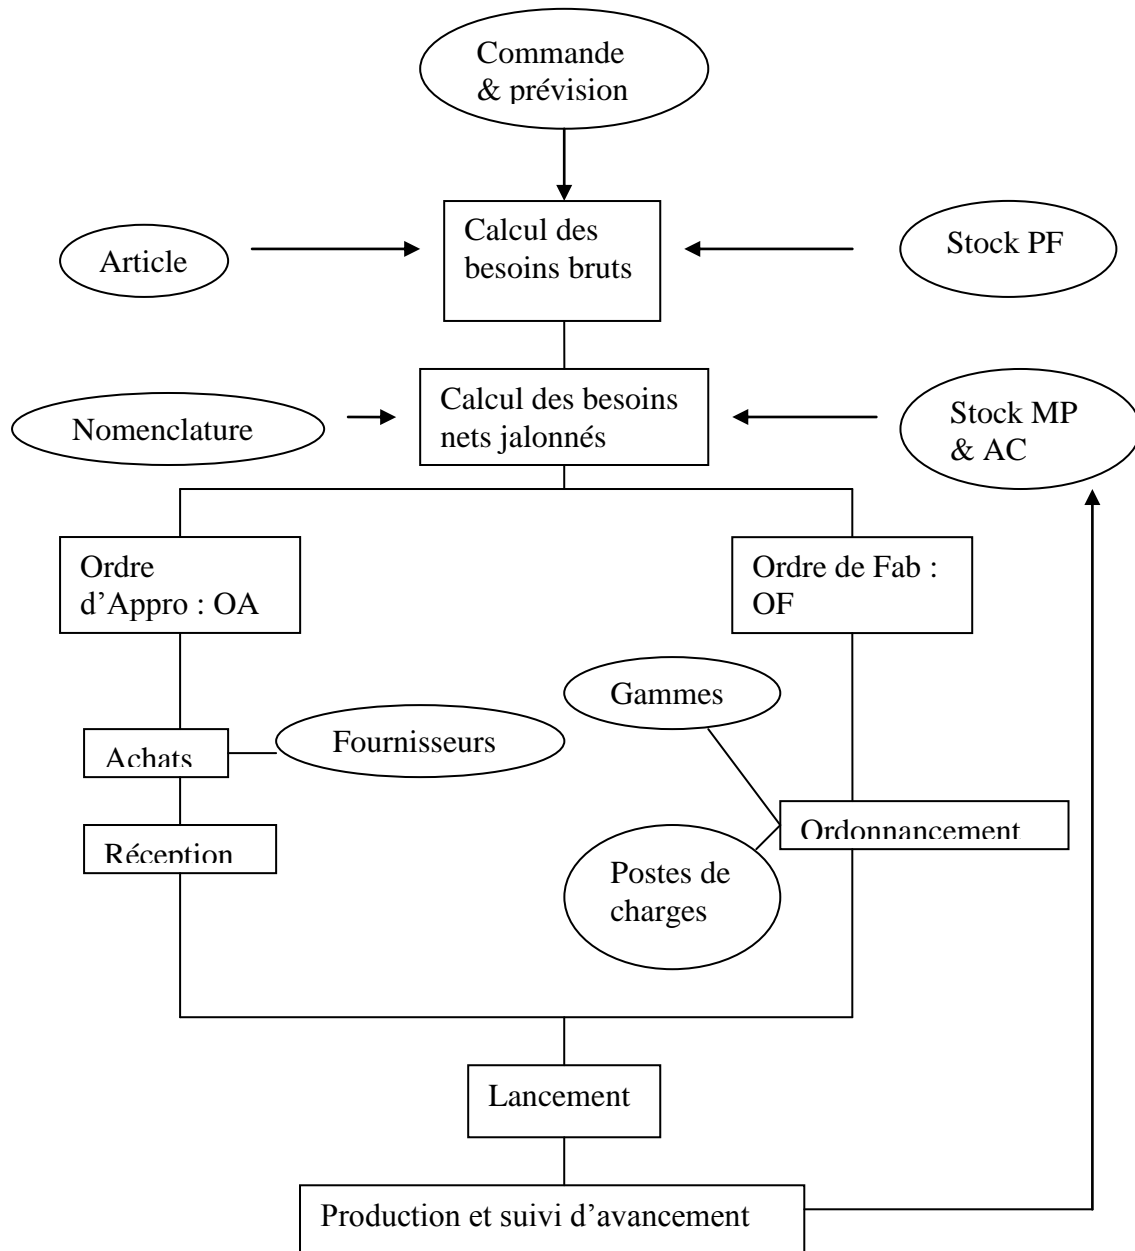 Commande
& prévision
Article
Calcul des
besoins bruts
Stock PF
Nomenclature
Calcul des besoins
nets jalonnés
Stock MP
& AC
Ordre
d’Appro : OA
Ordre de Fab :
OF
Gammes
Achats
Fournisseurs
Réception
Ordonnancement
Postes de
charges
Lancement
Production et suivi d’avancement